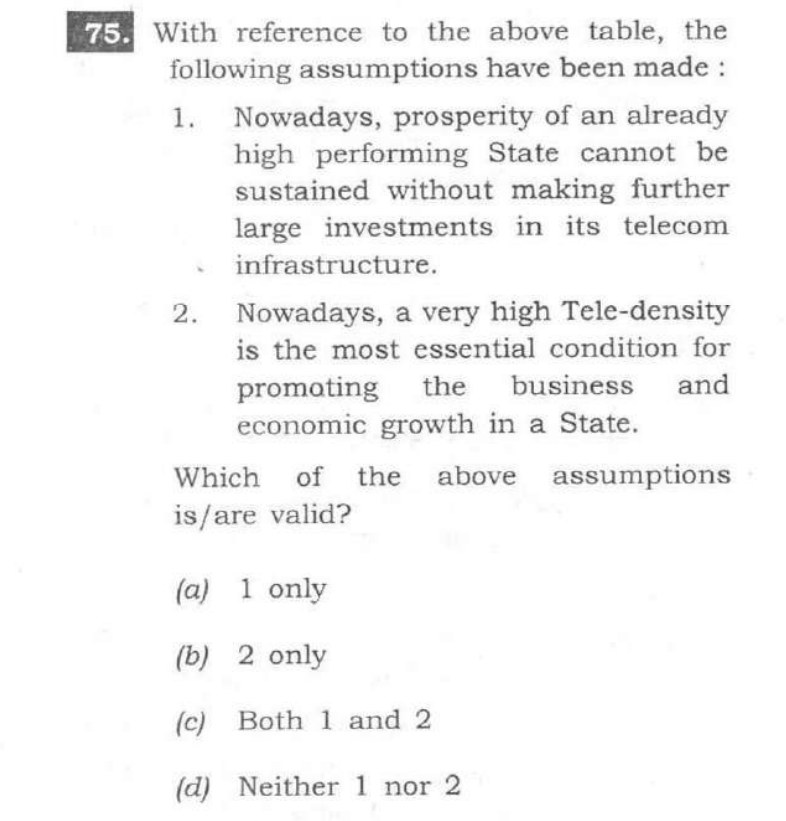 75. With reference to the above table, the
following assumptions have been made :
1. Nowadays, prosperity of an already
high performing State cannot be
sustained without making further
large investments in its telecom
infrastructure.
2. Nowadays, a very high Tele-density
is the most essential condition for
promoting the business and
economic growth in a State.
Which of the above assumptions
is/are valid?
(a) 1 only
(b) 2 only
(c) Both 1 and 2
(d) Neither 1 nor 2